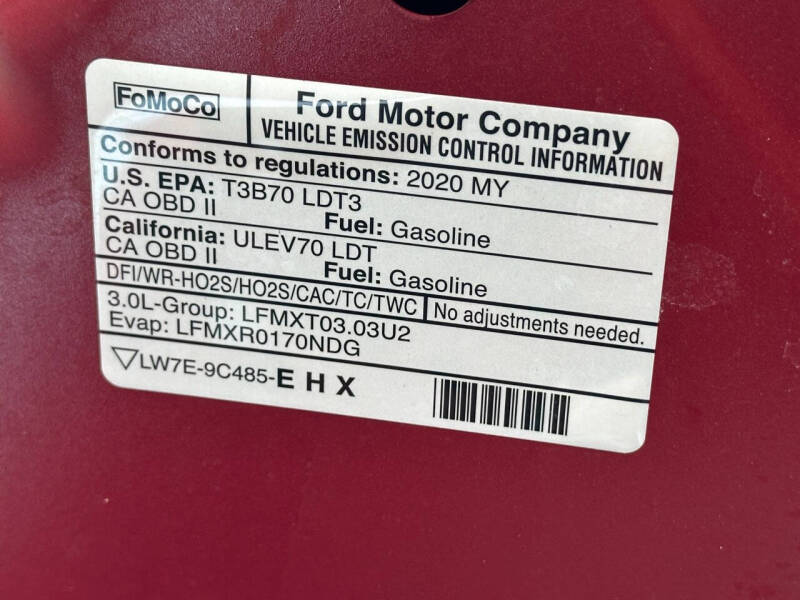 FoMoCo
Ford Motor Company
VEHICLE EMISSION CONTROL INFORMATION
Conforms to regulations: 2020 MY
U.S. EPA: T3B70 LDT3
CA OBD II Fuel: Gasoline
California: ULEV70 LDT
CA OBD II Fuel: Gasoline
DFI/WR-HO2S/HO2S/CAC/TC/TWC No adjustments needed.
3.0L-Group: LFMXT03.03U2
Evap: LFMXR0170NDG
▽LW7E-9C485-E H X